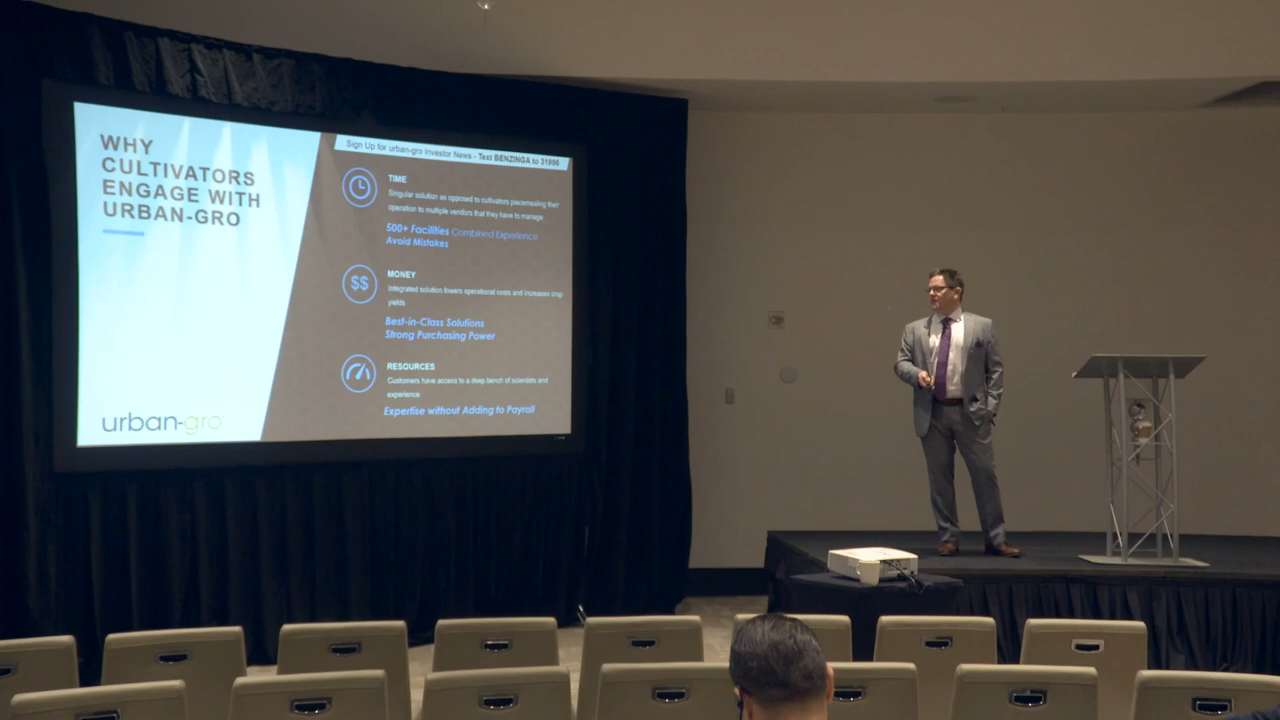 WHY
CULTIVATORS
ENGAGE WITH
URBAN-GRO
urban-gro
Sign Up for urban-gro Investor News - Text BENZINGA to 31996
TIME
Singular solution as opposed to cultivators piecemealing their
operation to multiple vendors that they have to manage
500+ Facilities Combined Experience
Avoid Mistakes
$$
MONEY
Integrated solution lowers operational costs and increases crop
yields
Best-in-Class Solutions
Strong Purchasing Power
RESOURCES
Customers have access to a deep bench of scientists and
experience
Expertise without Adding to Payroll